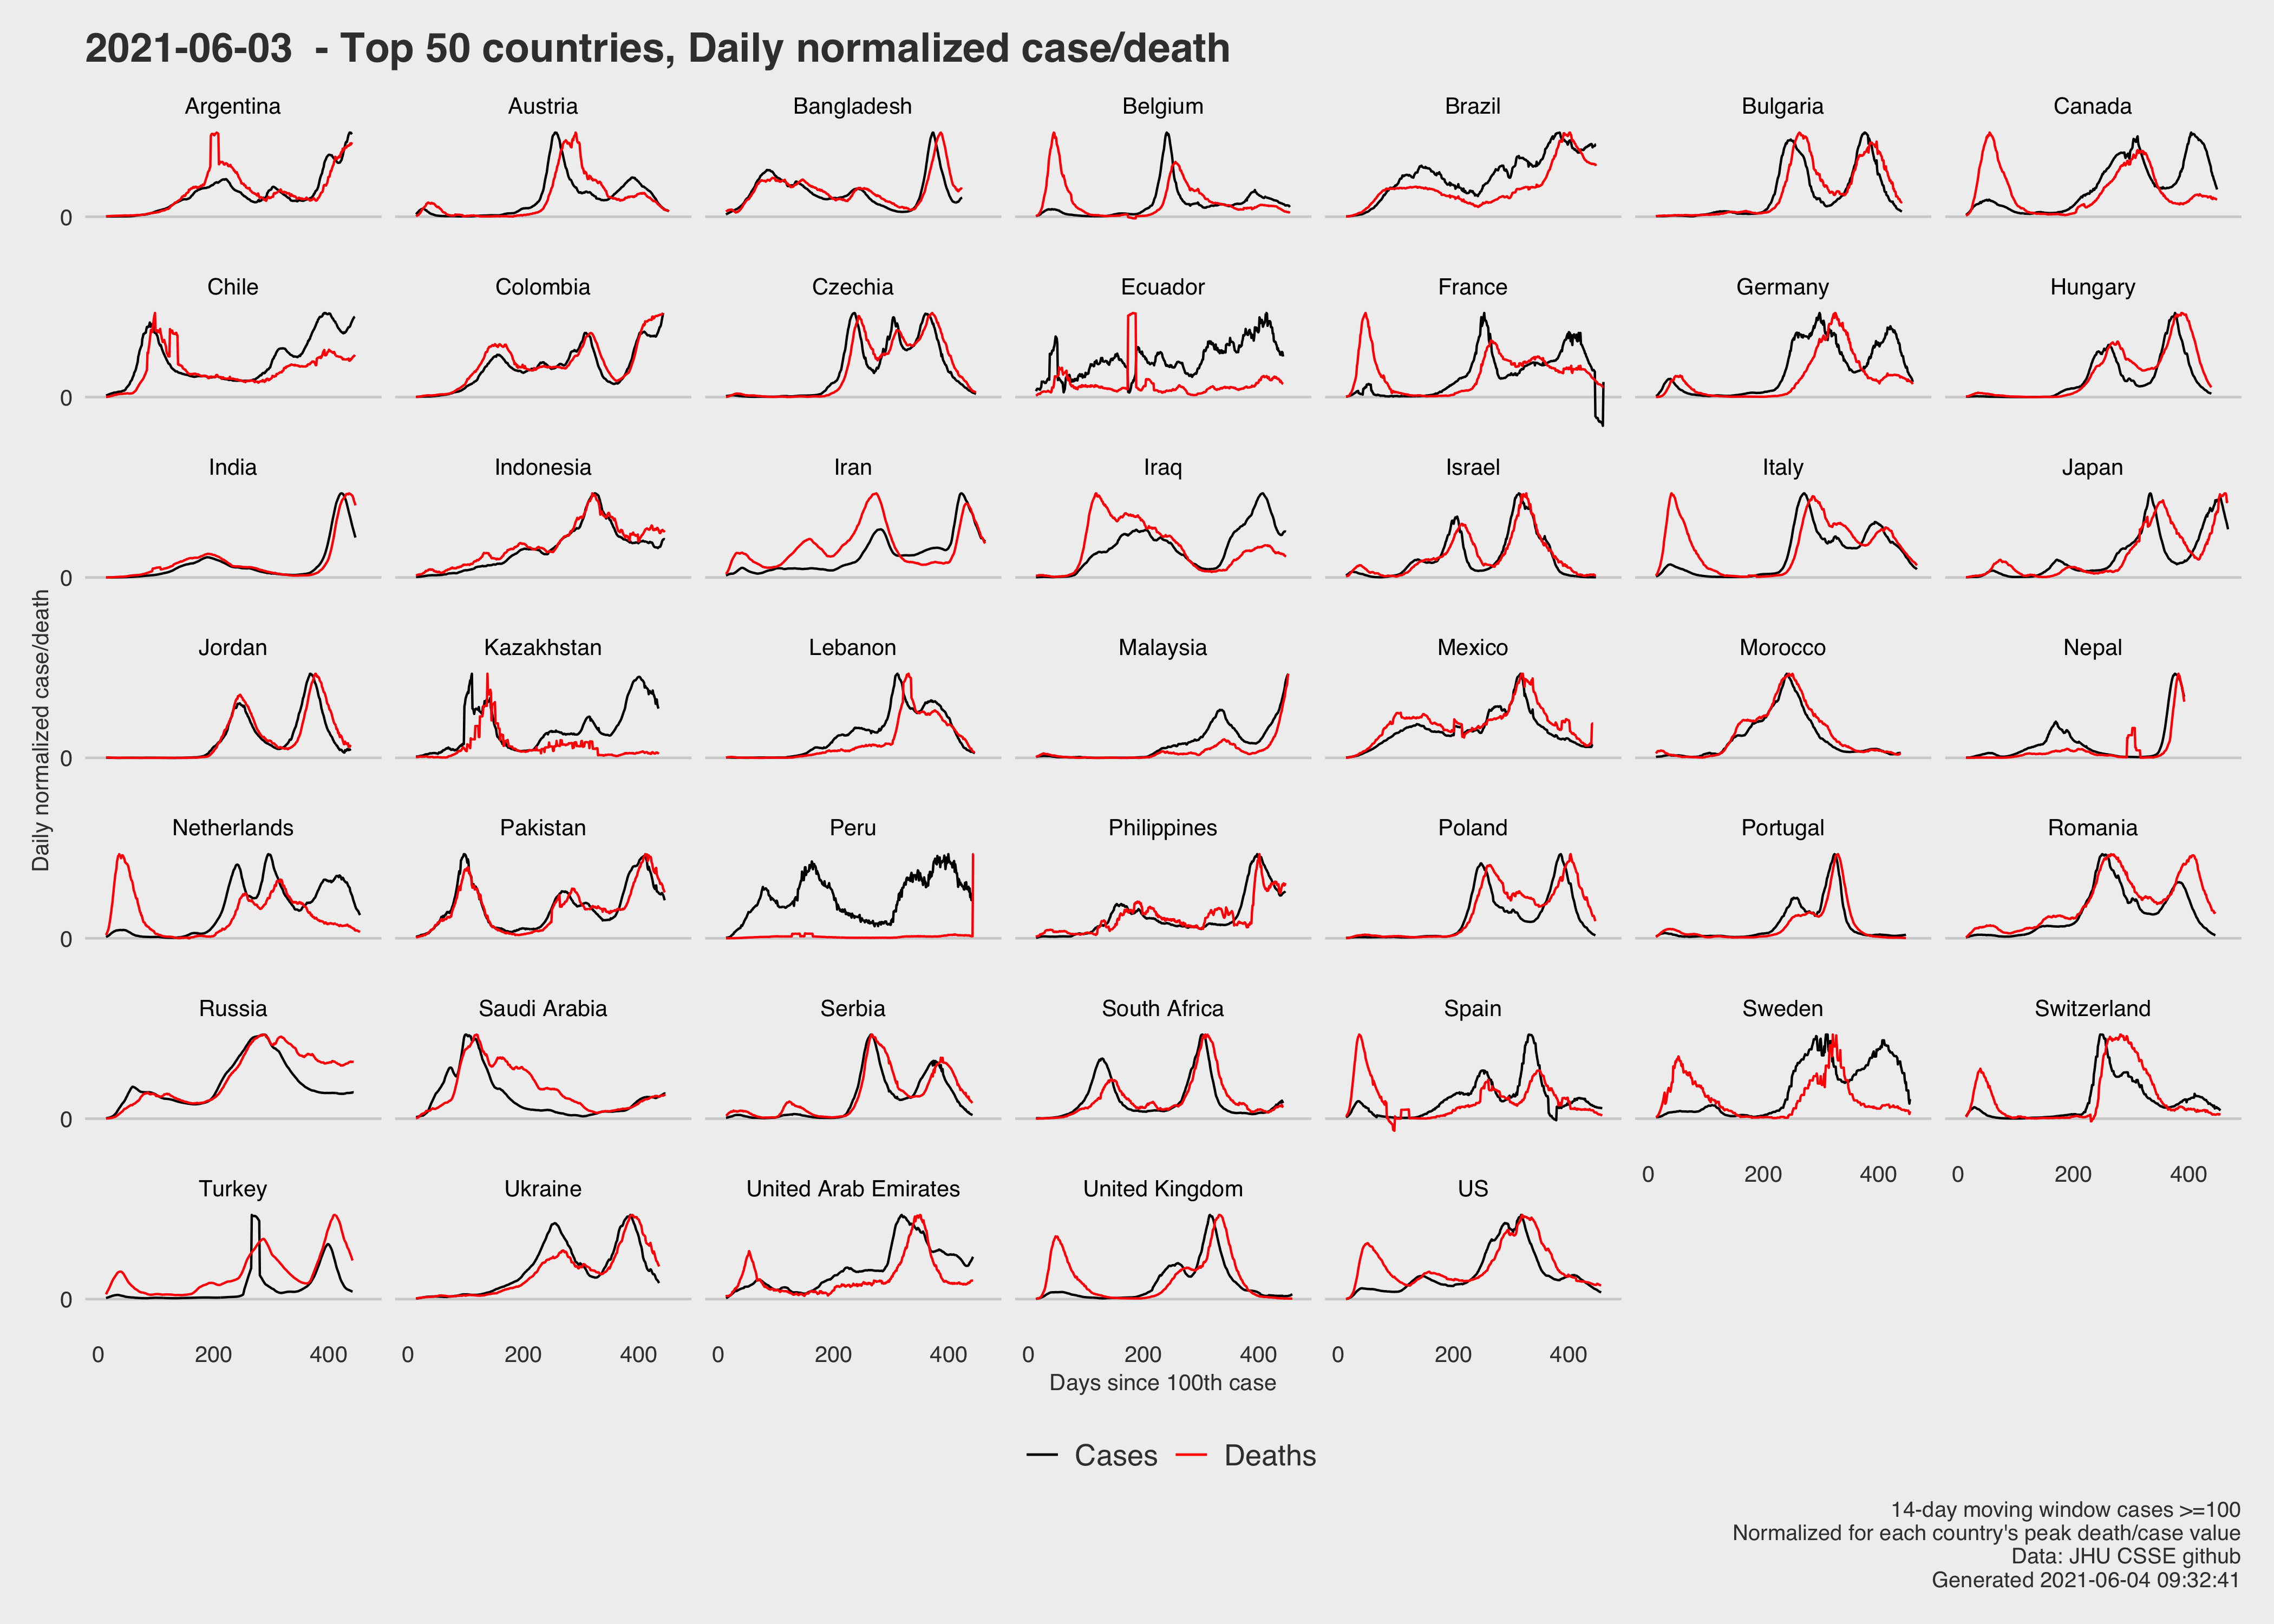 2021-06-03 - Top 50 countries, Daily normalized case/death
Argentina Austria Bangladesh Belgium Brazil Bulgaria Canada
0
Chile Colombia Czechia Ecuador France Germany Hungary
0
India Indonesia Iran Iraq Israel Italy Japan
0
Daily normalized case/death
Jordan Kazakhstan Lebanon Malaysia Mexico Morocco Nepal
0
Netherlands Pakistan Peru Philippines Poland Portugal Romania
0
Russia Saudi Arabia Serbia South Africa Spain Sweden Switzerland
0
0 200 400 0 200 400
Turkey Ukraine United Arab Emirates United Kingdom US
0
0 200 400 0 200 400 0 200 400 0 200 400 0 200 400
Days since 100th case
Cases Deaths
14-day moving window cases >=100
Normalized for each country's peak death/case value
Data: JHU CSSE github
Generated 2021-06-04 09:32:41